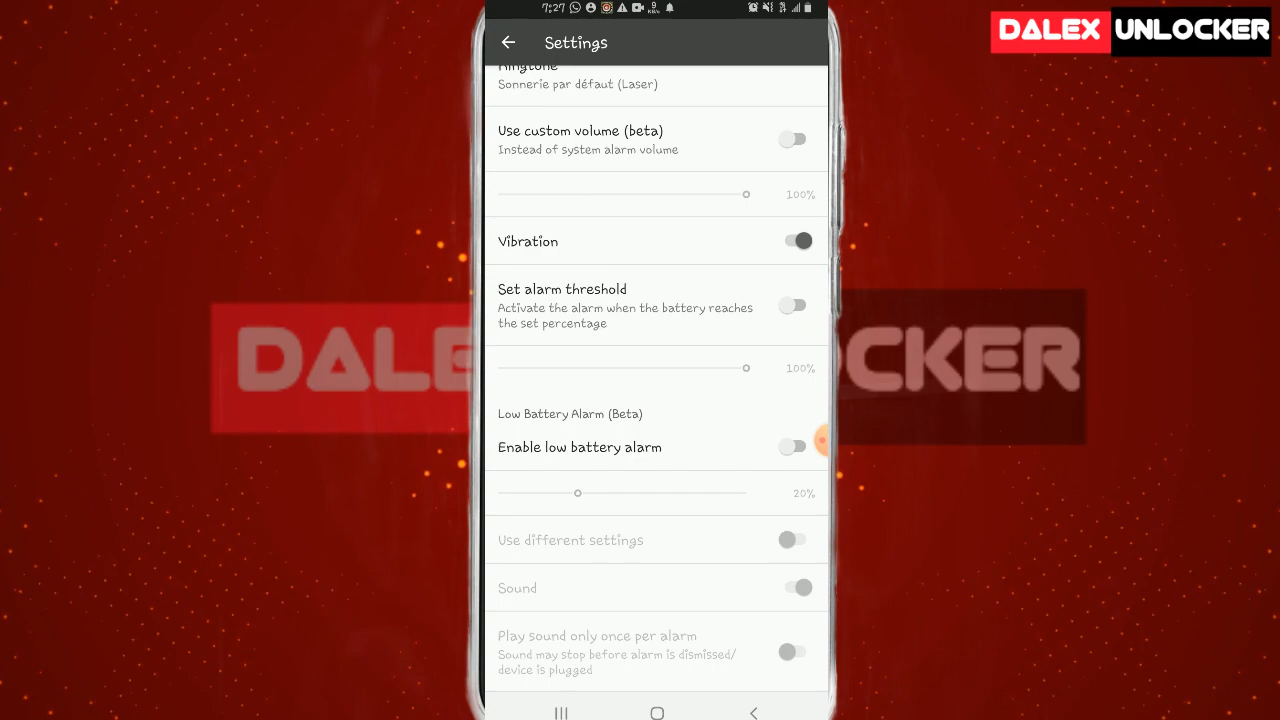 7:27
DALEX UNLOCKER
Settings
Ringtone
Sonnerie par défaut (Laser)
Use custom volume (beta)
Instead of system alarm volume
100%
Vibration
Set alarm threshold
Activate the alarm when the battery reaches
the set percentage
100%
DALE
OCKER
Low Battery Alarm (Beta)
Enable low battery alarm
20%
Use different settings
Sound
Play sound only once per alarm
Sound may stop before alarm is dismissed/
device is plugged